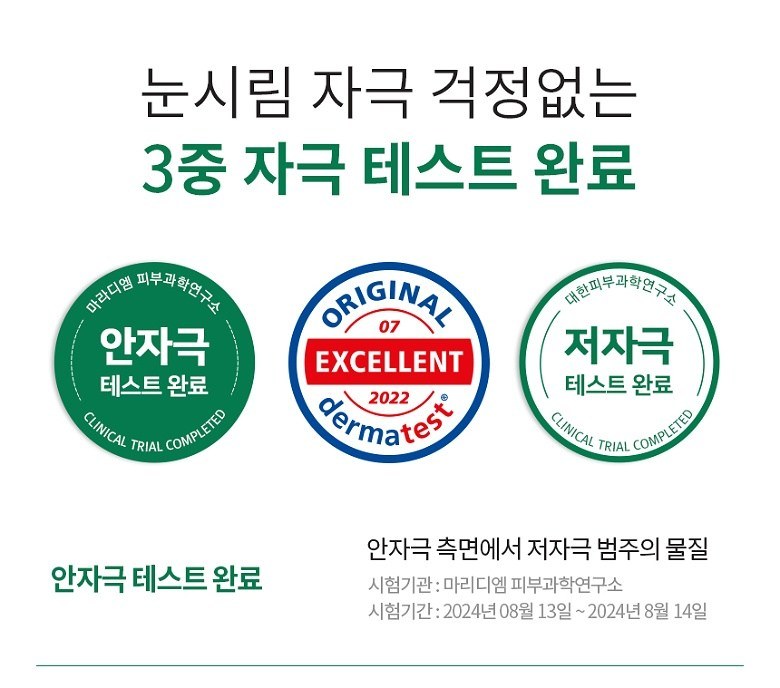 눈시림 자극 걱정없는
3중 자극 테스트 완료
마라디엠 피부과학연구소
안자극
테스트 완료
CLINICAL TRIAL COMPLETED
ORIGINAL
07
EXCELLENT
2022
dermatest®
대한피부과학연구소
저자극
테스트 완료
CLINICAL TRIAL COMPLETED
안자극 테스트 완료
안자극 측면에서 저자극 범주의 물질
시험기관 : 마리디엠 피부과학연구소
시험기간 : 2024년 08월 13일 ~ 2024년 8월 14일